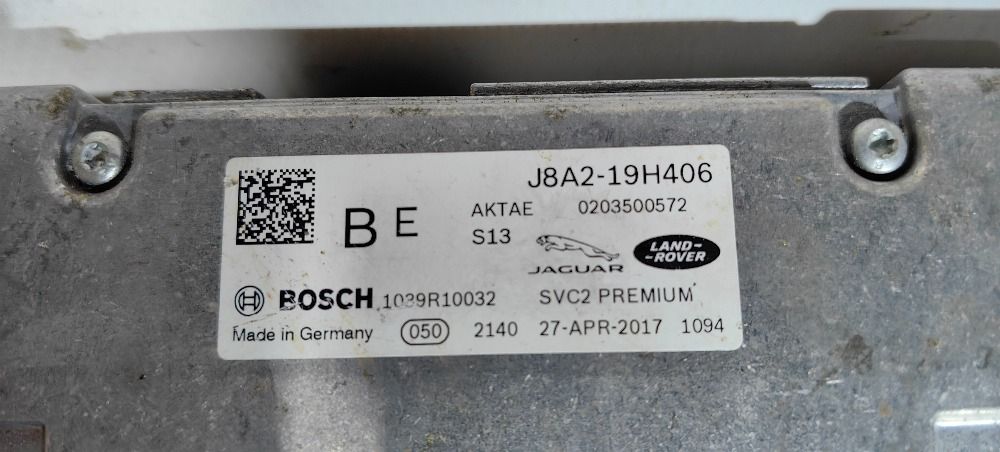 J8A2-19H406
B E
AKTAE 0203500572
S13
JAGUAR
LAND-
-ROVER
BOSCH 1039R10032 SVC2 PREMIUM
Made in Germany 050 2140 27-APR-2017 1094